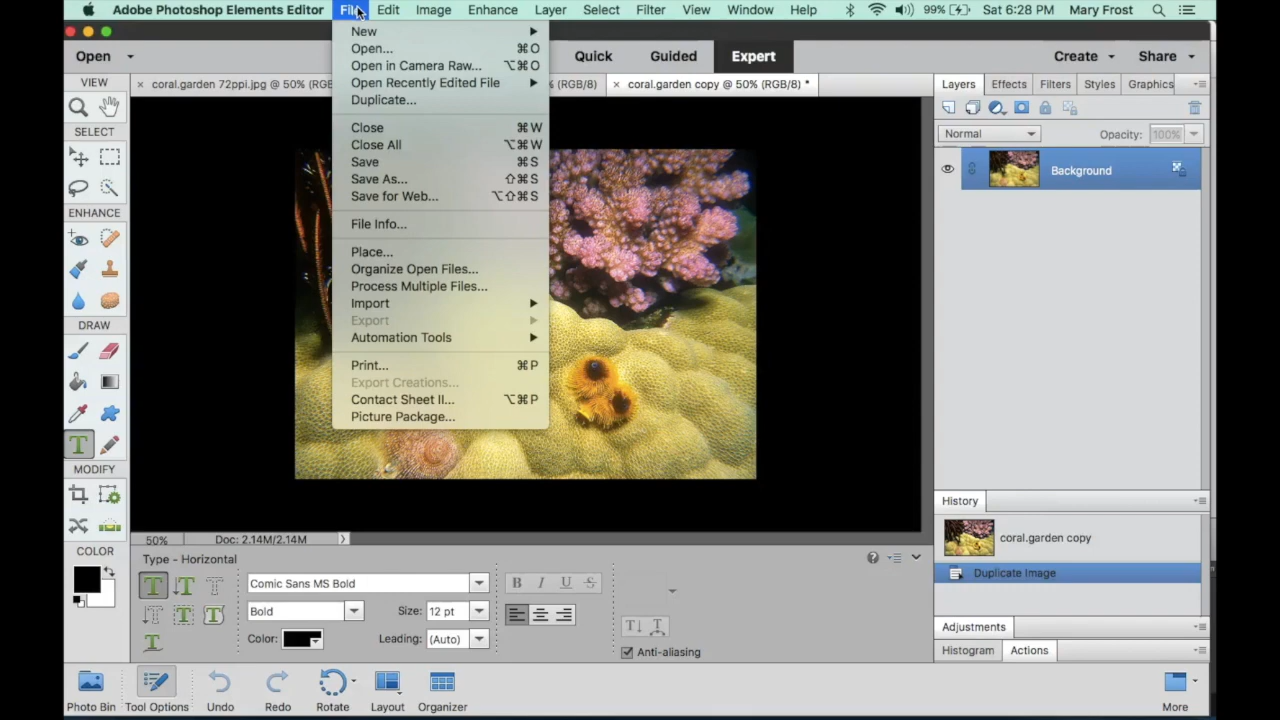 Adobe Photoshop Elements Editor File Edit Image Enhance Layer Select Filter View Window Help 99% Sat 6:28 PM Mary Frost
Open Quick Guided Expert Create Share
coral.garden 72ppi.jpg @ 50% (RGB/8) coral.garden copy @ 50% (RGB/8) *
New
Open... ⌘O
Open in Camera Raw... ⌥⌘O
Open Recently Edited File
Duplicate...
Close ⌘W
Close All ⌥⌘W
Save ⌘S
Save As... ⇧⌘S
Save for Web... ⌥⇧⌘S
File Info...
Place...
Organize Open Files...
Process Multiple Files...
Import
Export
Automation Tools
Print... ⌘P
Export Creations...
Contact Sheet II... ⌥⌘P
Picture Package...
VIEW
SELECT
ENHANCE
DRAW
MODIFY
COLOR
Layers Effects Filters Styles Graphics
Normal Opacity: 100%
Background
History
coral.garden copy
Duplicate Image
Adjustments
Histogram Actions
50% Doc: 2.14M/2.14M
Type - Horizontal
Comic Sans MS Bold B I U S
Bold Size: 12 pt
Color: Leading: (Auto)
Anti-aliasing
Photo Bin Tool Options Undo Redo Rotate Layout Organizer More